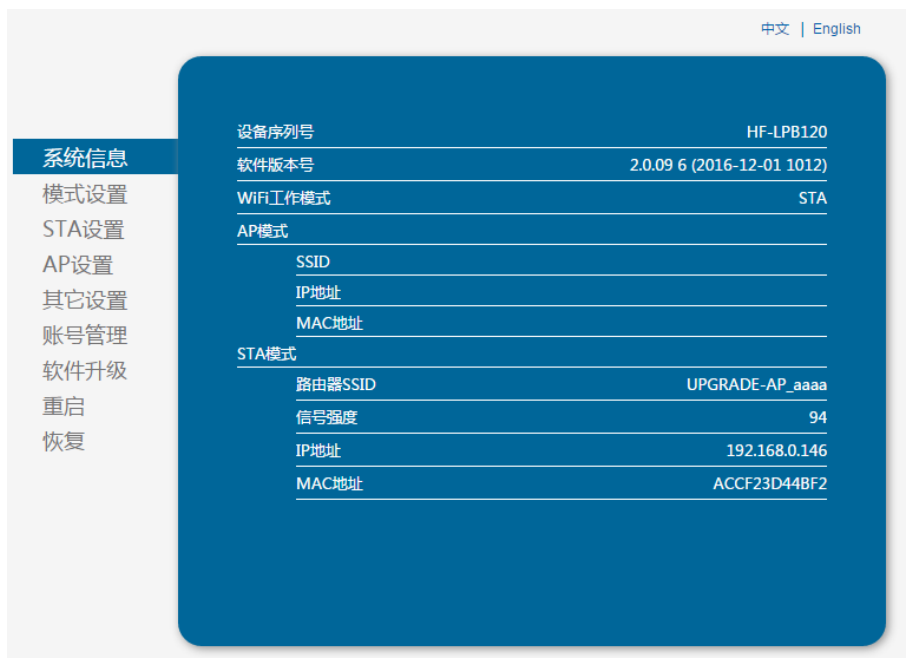 中文 | English
系统信息
模式设置
STA设置
AP设置
其它设置
账号管理
软件升级
重启
恢复
设备序列号 HF-LPB120
软件版本号 2.0.09 6 (2016-12-01 1012)
WiFi工作模式 STA
AP模式
SSID
IP地址
MAC地址
STA模式
路由器SSID UPGRADE-AP_aaaa
信号强度 94
IP地址 192.168.0.146
MAC地址 ACCF23D44BF2